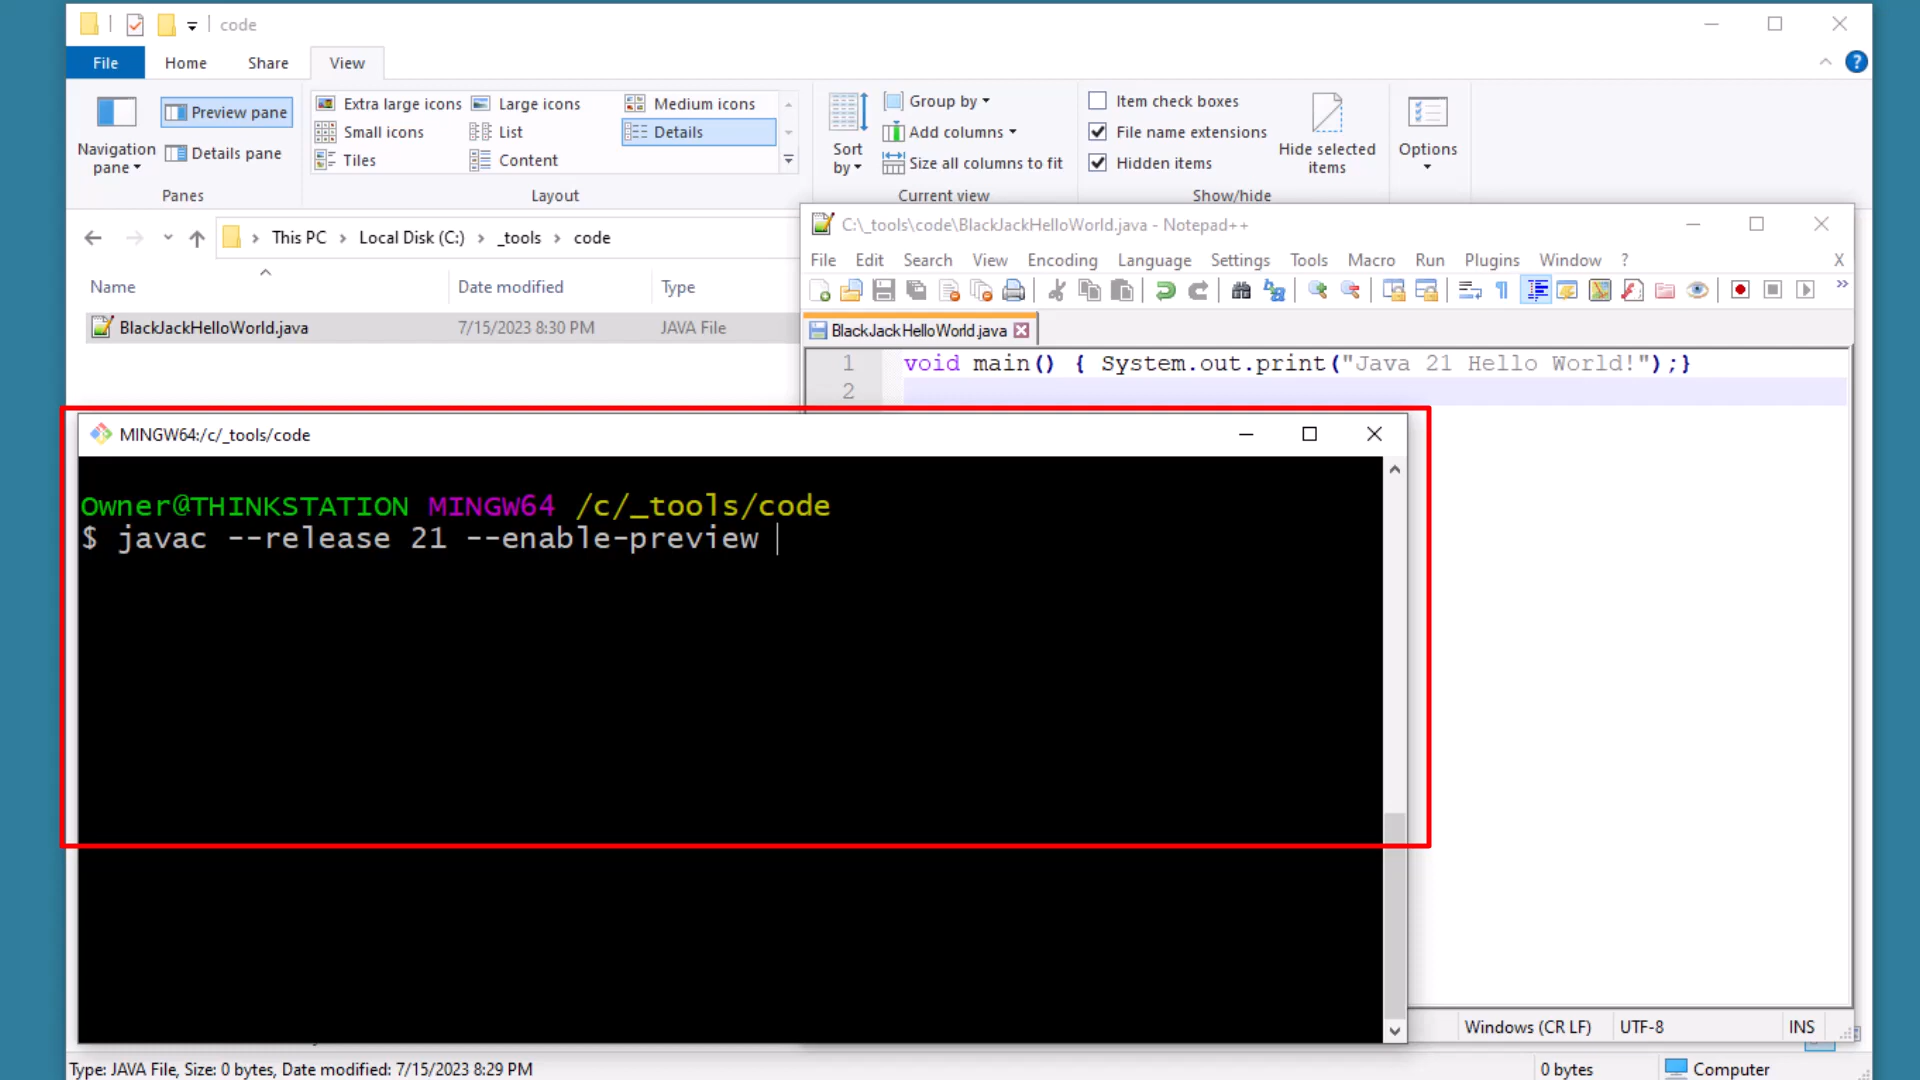 code
File Home Share View
Navigation pane
Preview pane
Details pane
Panes
Extra large icons Large icons Medium icons
Small icons List Details
Tiles Content
Layout
Sort by
Group by
Add columns
Size all columns to fit
Current view
Item check boxes
File name extensions
Hidden items
Hide selected items
Show/hide
Options
This PC Local Disk (C:) _tools code
Name Date modified Type
BlackJackHelloWorld.java 7/15/2023 8:30 PM JAVA File
C:\_tools\code\BlackJackHelloWorld.java - Notepad++
File Edit Search View Encoding Language Settings Tools Macro Run Plugins Window ? X
BlackJackHelloWorld.java
1 void main() { System.out.print("Java 21 Hello World!");}
2
MINGW64:/c/_tools/code
Owner@THINKSTATION MINGW64 /c/_tools/code
$ javac --release 21 --enable-preview
Windows (CR LF) UTF-8 INS
Type: JAVA File, Size: 0 bytes, Date modified: 7/15/2023 8:29 PM 0 bytes Computer